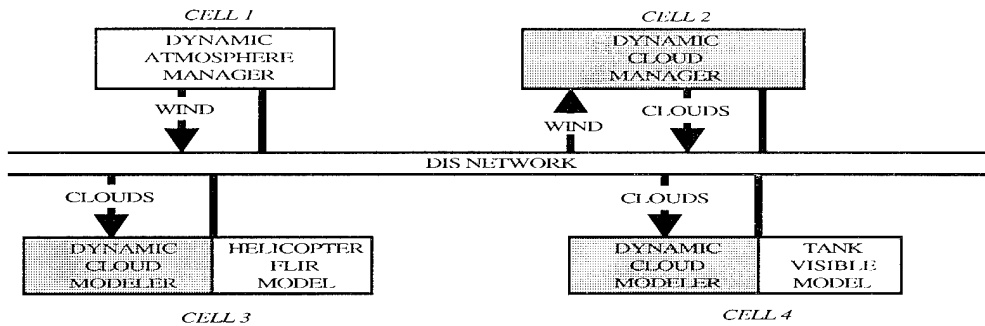 CELL 1
DYNAMIC
ATMOSPHERE
MANAGER
WIND
CELL 2
DYNAMIC
CLOUD
MANAGER
WIND
CLOUDS
DIS NETWORK
CLOUDS
DYNAMIC
CLOUD
MODELER
HELICOPTER
FLIR
MODEL
CELL 3
CLOUDS
DYNAMIC
CLOUD
MODELER
TANK
VISIBLE
MODEL
CELL 4